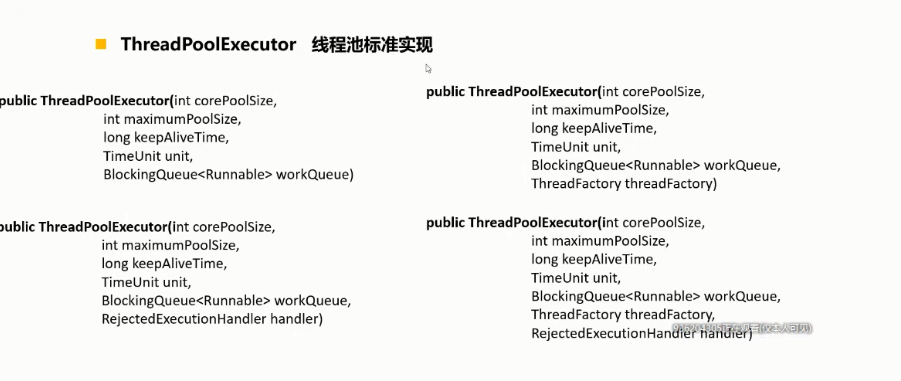 ThreadPoolExecutor 线程池标准实现
public ThreadPoolExecutor(int corePoolSize,
int maximumPoolSize,
long keepAliveTime,
TimeUnit unit,
BlockingQueue<Runnable> workQueue)
public ThreadPoolExecutor(int corePoolSize,
int maximumPoolSize,
long keepAliveTime,
TimeUnit unit,
BlockingQueue<Runnable> workQueue,
ThreadFactory threadFactory)
public ThreadPoolExecutor(int corePoolSize,
int maximumPoolSize,
long keepAliveTime,
TimeUnit unit,
BlockingQueue<Runnable> workQueue,
RejectedExecutionHandler handler)
public ThreadPoolExecutor(int corePoolSize,
int maximumPoolSize,
long keepAliveTime,
TimeUnit unit,
BlockingQueue<Runnable> workQueue,
ThreadFactory threadFactory,
RejectedExecutionHandler handler)